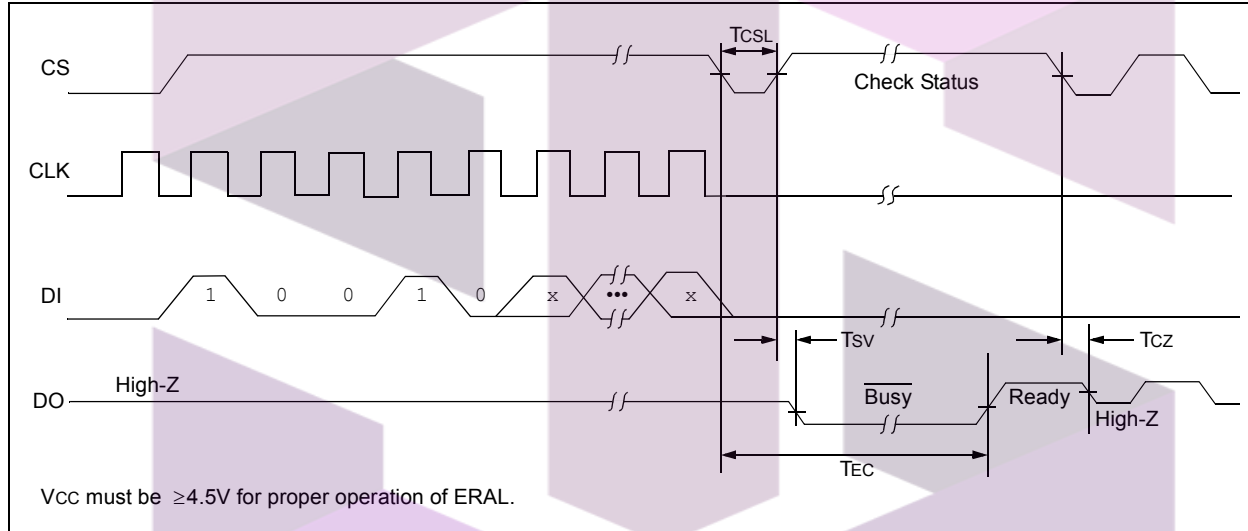 TCSL
CS
Check Status
CLK
DI
1 0 0 1 0 x ••• x
TSV
TCZ
High-Z
DO
Busy
Ready
High-Z
TEC
VCC must be ≥4.5V for proper operation of ERAL.